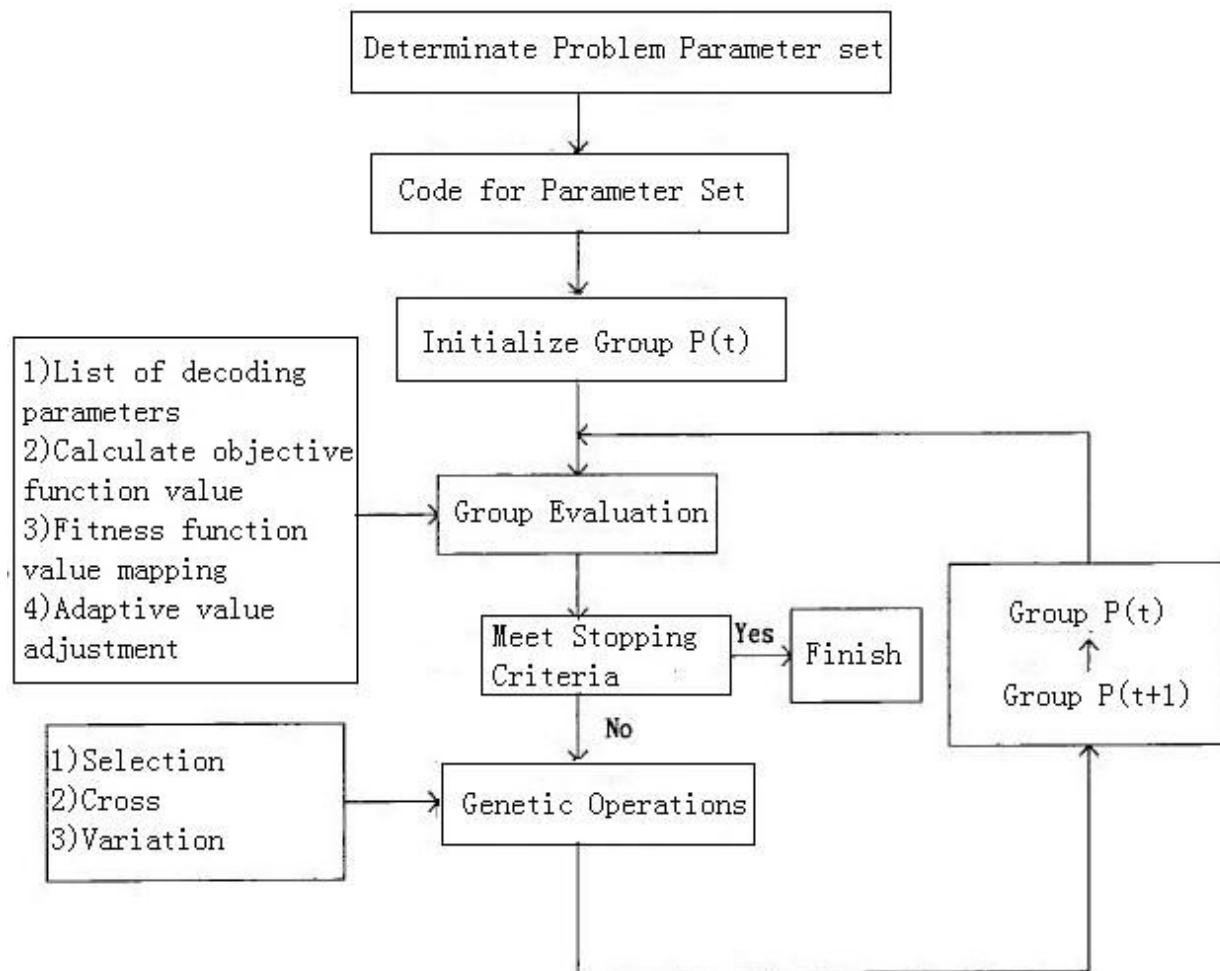 Determinate Problem Parameter set
Code for Parameter Set
Initialize Group P(t)
1)List of decoding
parameters
2)Calculate objective
function value
3)Fitness function
value mapping
4)Adaptive value
adjustment
Group Evaluation
Meet Stopping
Criteria
Yes
Finish
No
Group P(t)
Group P(t+1)
1)Selection
2)Cross
3)Variation
Genetic Operations